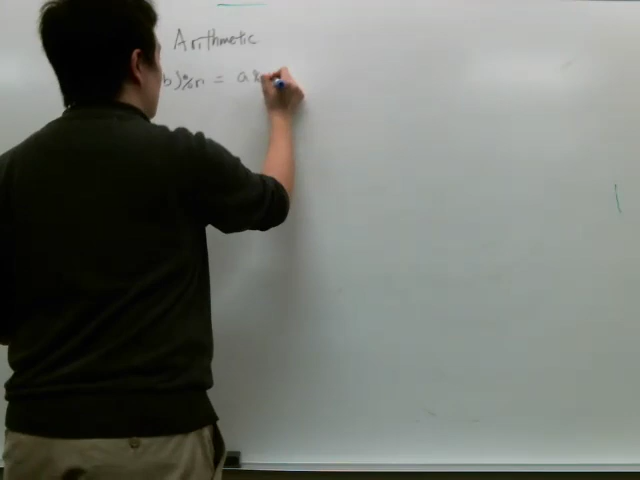 Arithmetic
b)%n = a%